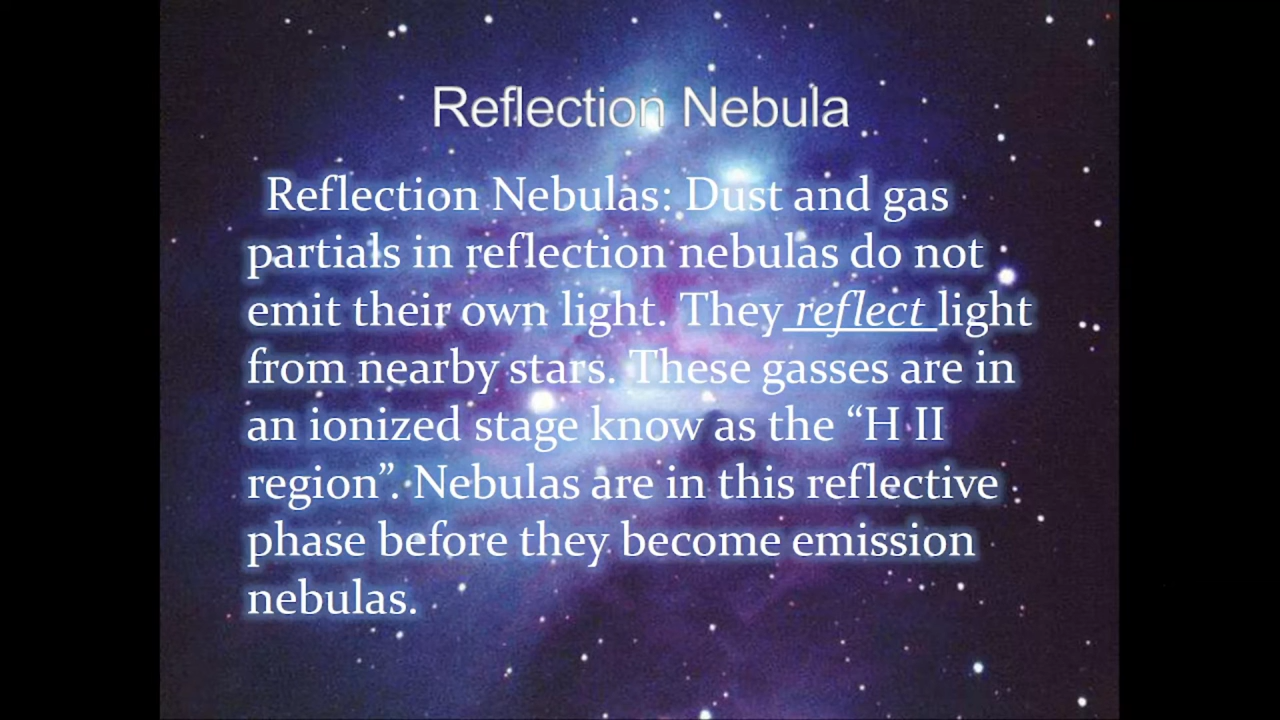 Reflection Nebula
Reflection Nebulas: Dust and gas
partials in reflection nebulas do not
emit their own light. They reflect light
from nearby stars. These gasses are in
an ionized stage know as the “H II
region”. Nebulas are in this reflective
phase before they become emission
nebulas.